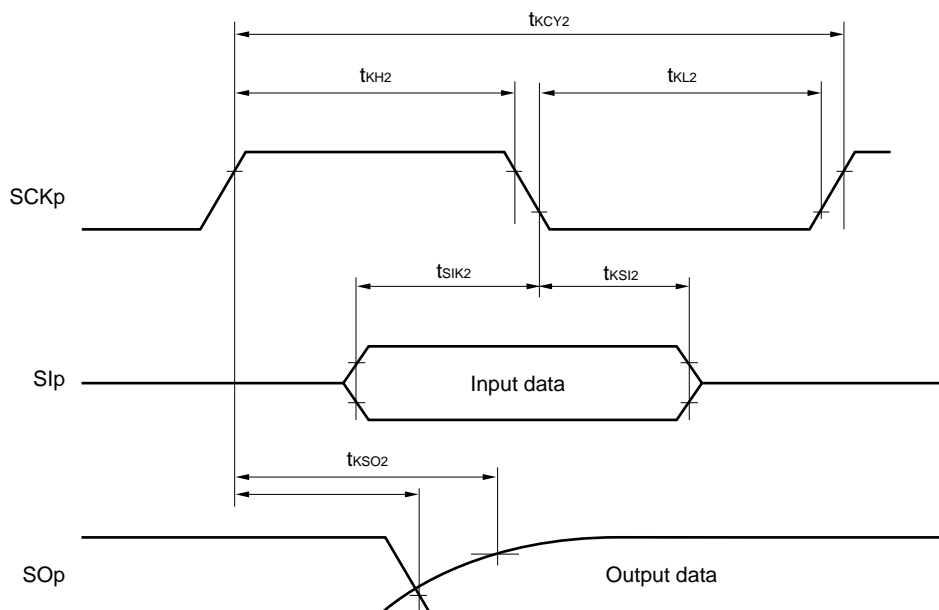 tKCY2
tKH2
tKL2
SCKp
tSIK2
tKSI2
SIp
Input data
tKSO2
SOp
Output data